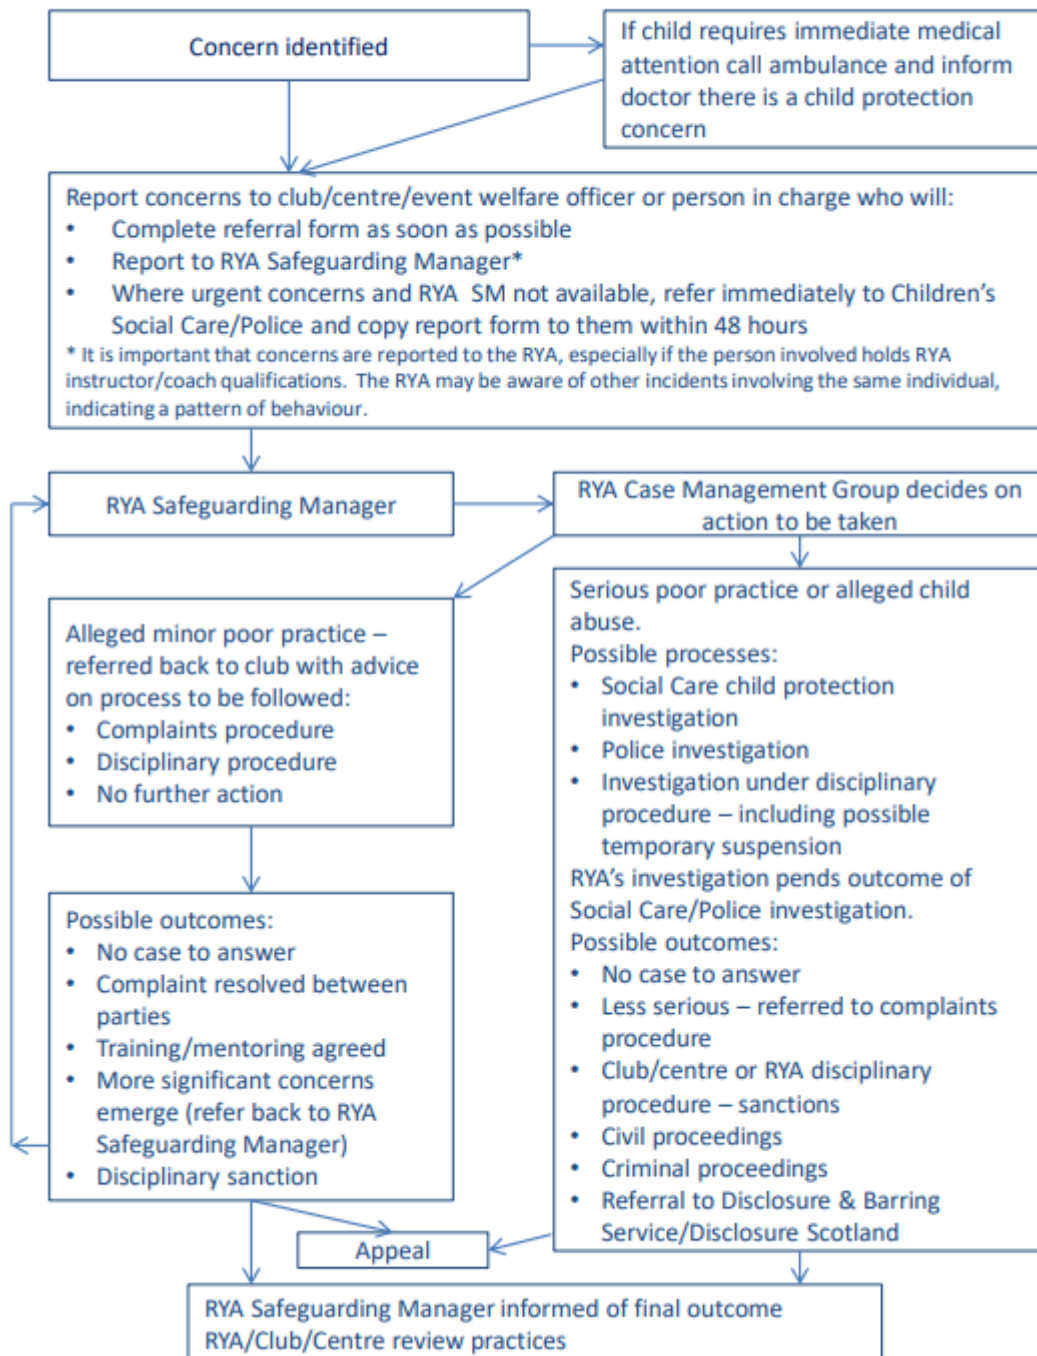 Concern identified
If child requires immediate medical
attention call ambulance and inform
doctor there is a child protection
concern
Report concerns to club/centre/event welfare officer or person in charge who will:
• Complete referral form as soon as possible
• Report to RYA Safeguarding Manager*
• Where urgent concerns and RYA SM not available, refer immediately to Children's
Social Care/Police and copy report form to them within 48 hours
* It is important that concerns are reported to the RYA, especially if the person involved holds RYA
instructor/coach qualifications. The RYA may be aware of other incidents involving the same individual,
indicating a pattern of behaviour.
RYA Safeguarding Manager
RYA Case Management Group decides on
action to be taken
Alleged minor poor practice –
referred back to club with advice
on process to be followed:
• Complaints procedure
• Disciplinary procedure
• No further action
Serious poor practice or alleged child
abuse.
Possible processes:
• Social Care child protection
investigation
• Police investigation
• Investigation under disciplinary
procedure – including possible
temporary suspension
RYA's investigation pends outcome of
Social Care/Police investigation.
Possible outcomes:
• No case to answer
• Less serious – referred to complaints
procedure
• Club/centre or RYA disciplinary
procedure – sanctions
• Civil proceedings
• Criminal proceedings
• Referral to Disclosure & Barring
Service/Disclosure Scotland
Possible outcomes:
• No case to answer
• Complaint resolved between
parties
• Training/mentoring agreed
• More significant concerns
emerge (refer back to RYA
Safeguarding Manager)
• Disciplinary sanction
Appeal
RYA Safeguarding Manager informed of final outcome
RYA/Club/Centre review practices